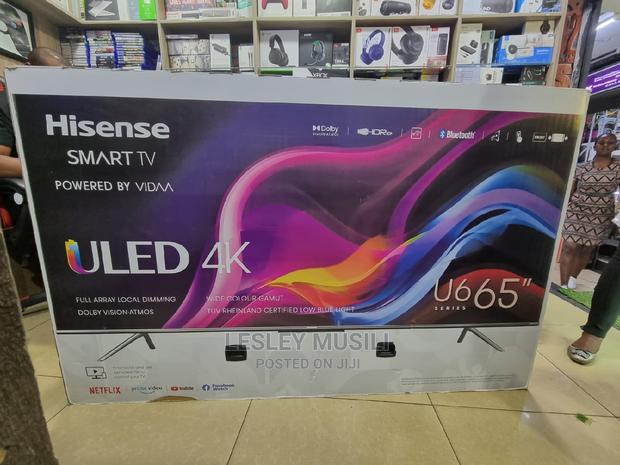 Hisense
SMART TV
POWERED BY VIDAA
Dolby
HDR
Bluetooth
ULED 4K
FULL ARRAY LOCAL DIMMING
WIDE COLOUR GAMUT
DOLBY VISION·ATMOS
TÜV RHEINLAND CERTIFIED LOW BLUE LIGHT
U6 65"
SERIES
LESLEY MUSILI
POSTED ON JIJI
NETFLIX
prime video
YouTube
Facebook
Watch